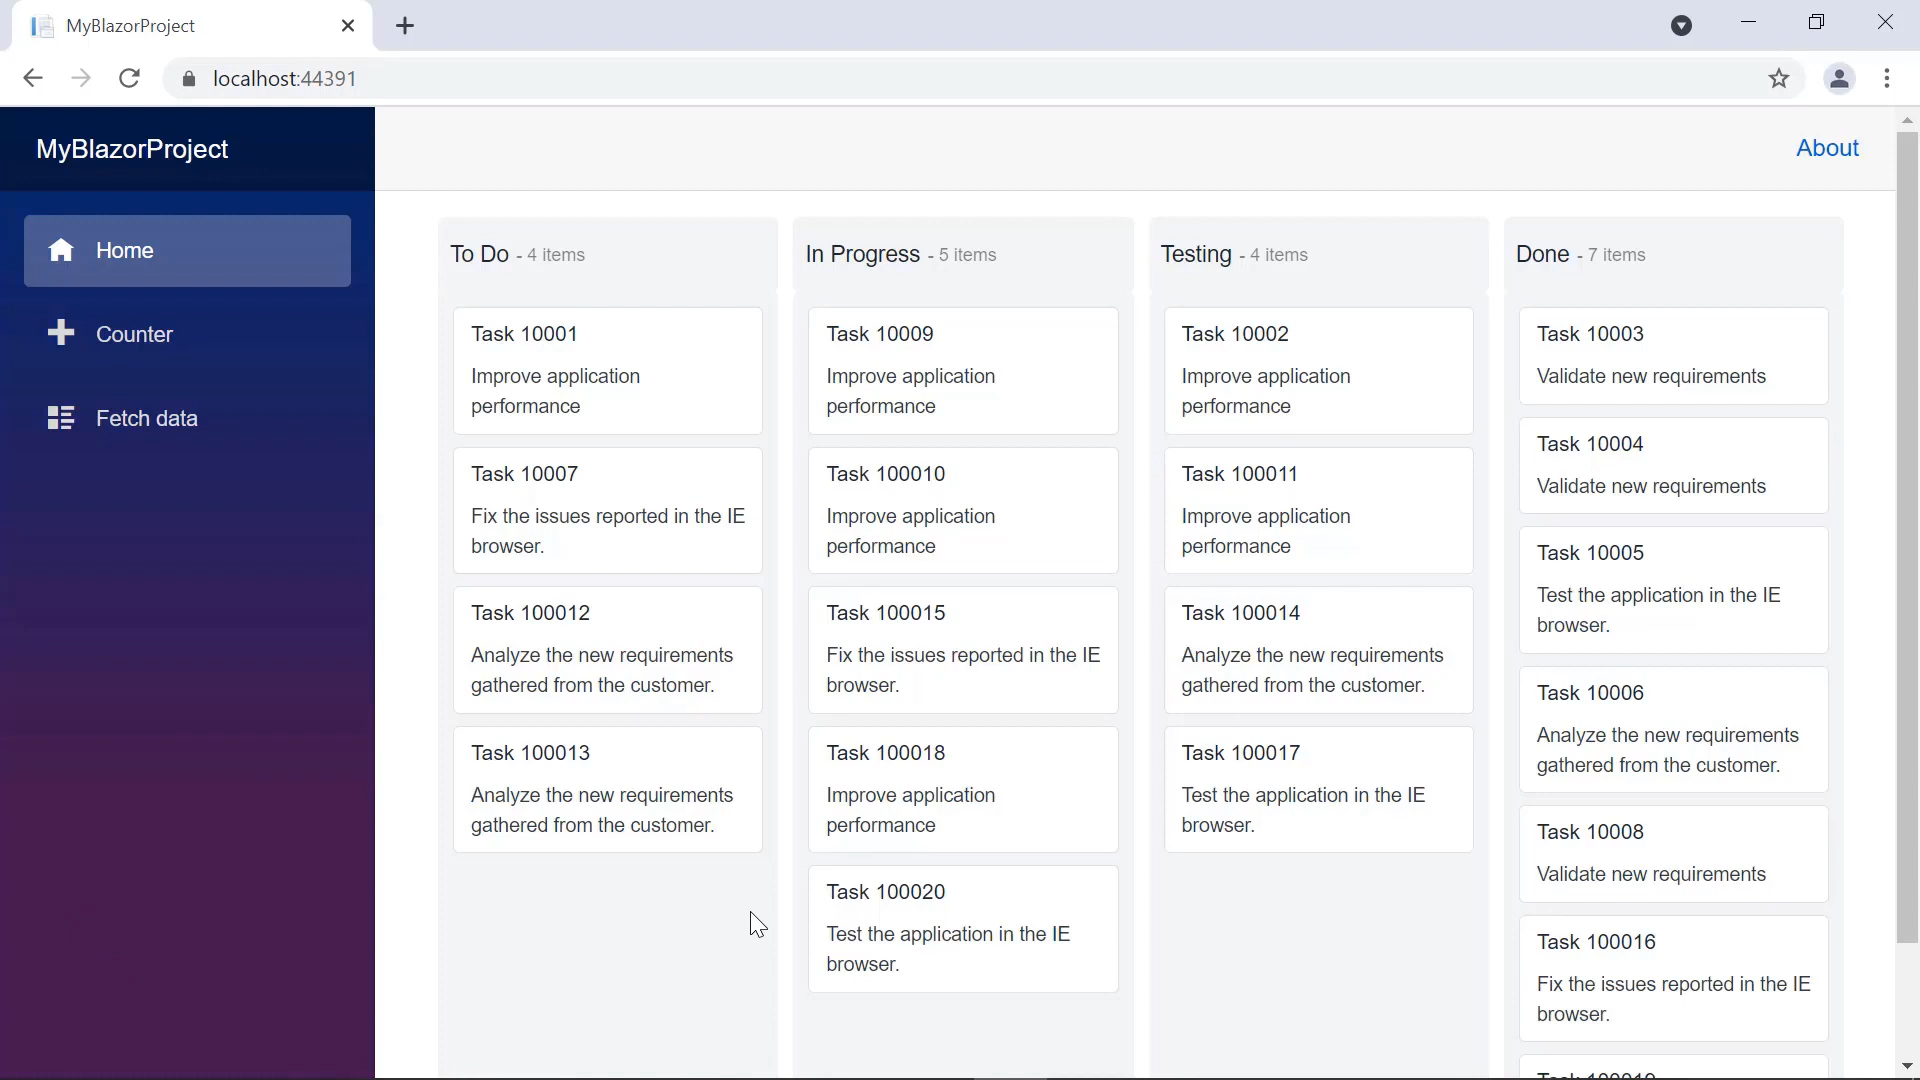 MyBlazorProject
localhost:44391
MyBlazorProject
About
Home
Counter
Fetch data
To Do - 4 items
Task 10001
Improve application
performance
Task 10007
Fix the issues reported in the IE
browser.
Task 100012
Analyze the new requirements
gathered from the customer.
Task 100013
Analyze the new requirements
gathered from the customer.
In Progress - 5 items
Task 10009
Improve application
performance
Task 100010
Improve application
performance
Task 100015
Fix the issues reported in the IE
browser.
Task 100018
Improve application
performance
Task 100020
Test the application in the IE
browser.
Testing - 4 items
Task 10002
Improve application
performance
Task 100011
Improve application
performance
Task 100014
Analyze the new requirements
gathered from the customer.
Task 100017
Test the application in the IE
browser.
Done - 7 items
Task 10003
Validate new requirements
Task 10004
Validate new requirements
Task 10005
Test the application in the IE
browser.
Task 10006
Analyze the new requirements
gathered from the customer.
Task 10008
Validate new requirements
Task 100016
Fix the issues reported in the IE
browser.